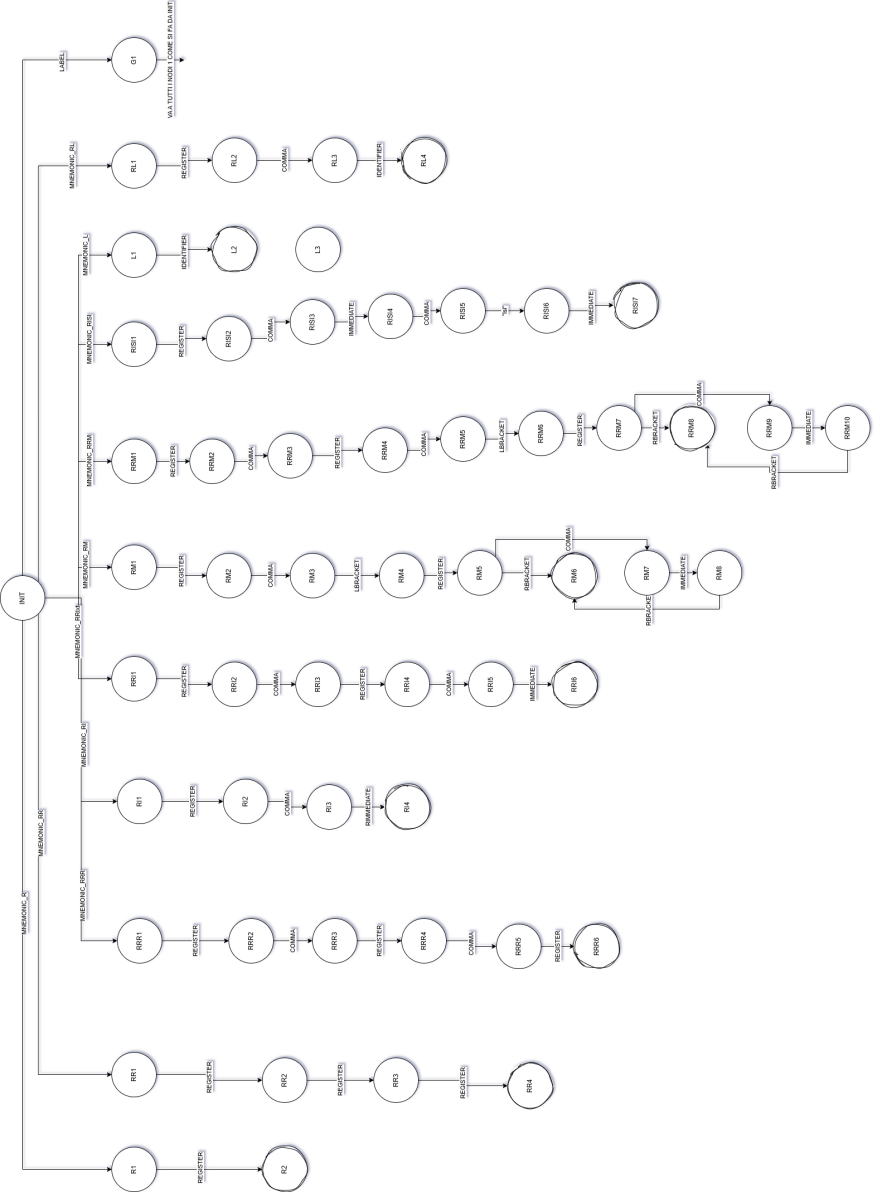 INIT
LABEL
G1
VA A TUTTI I NODI 1 COME SI FA DA INIT
MNEMONIC_RL
RL1
REGISTER
RL2
COMMA
RL3
IDENTIFIER
RL4
MNEMONIC_L
L1
IDENTIFIER
L2
L3
MNEMONIC_RISI
RISI1
REGISTER
RISI2
COMMA
RISI3
IMMEDIATE
RISI4
COMMA
RISI5
RISI6
IMMEDIATE
RISI7
MNEMONIC_RRM
RRM1
REGISTER
RRM2
COMMA
RRM3
REGISTER
RRM4
COMMA
RRM5
LBRACKET
RRM6
REGISTER
RRM7
RBRACKET
RRM8
COMMA
RRM9
IMMEDIATE
RRM10
RBRACKET
MNEMONIC_RM
RM1
REGISTER
RM2
COMMA
RM3
LBRACKET
RM4
REGISTER
RM5
RBRACKET
RM6
COMMA
RM7
IMMEDIATE
RM8
RBRACKET
RRI1
REGISTER
RRI2
COMMA
RRI3
REGISTER
RRI4
COMMA
RRI5
IMMEDIATE
RRI6
MNEMONIC_RI
RI1
REGISTER
RI2
COMMA
RI3
RIMMEDIATE
RI4
MNEMONIC_RRR
RRR1
REGISTER
RRR2
COMMA
RRR3
REGISTER
RRR4
COMMA
RRR5
REGISTER
RRR6
MNEMONIC_RR
RR1
REGISTER
RR2
REGISTER
RR3
REGISTER
RR4
MNEMONIC_R
R1
REGISTER
R2